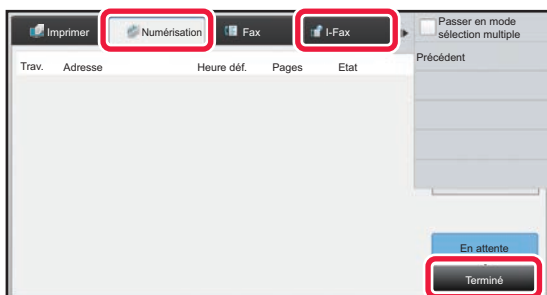 Imprimer Numérisation Fax I-Fax
Passer en mode
sélection multiple
Trav. Adresse Heure déf. Pages Etat
Précédent
En attente
Terminé